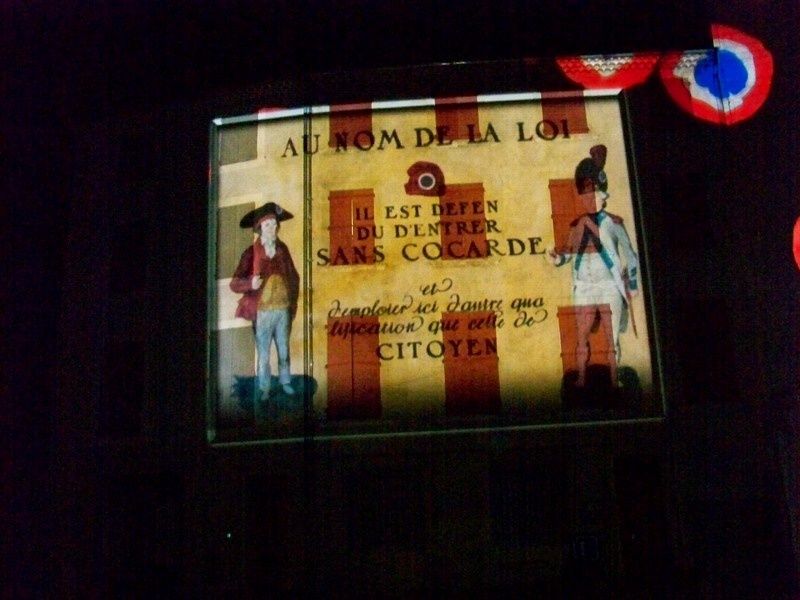 AU NOM DE LA LOI
IL EST DEFEN
DU D'ENTRER
SANS COCARDE
et
d'emploier ici d'autre qua
lification que celle de
CITOYEN